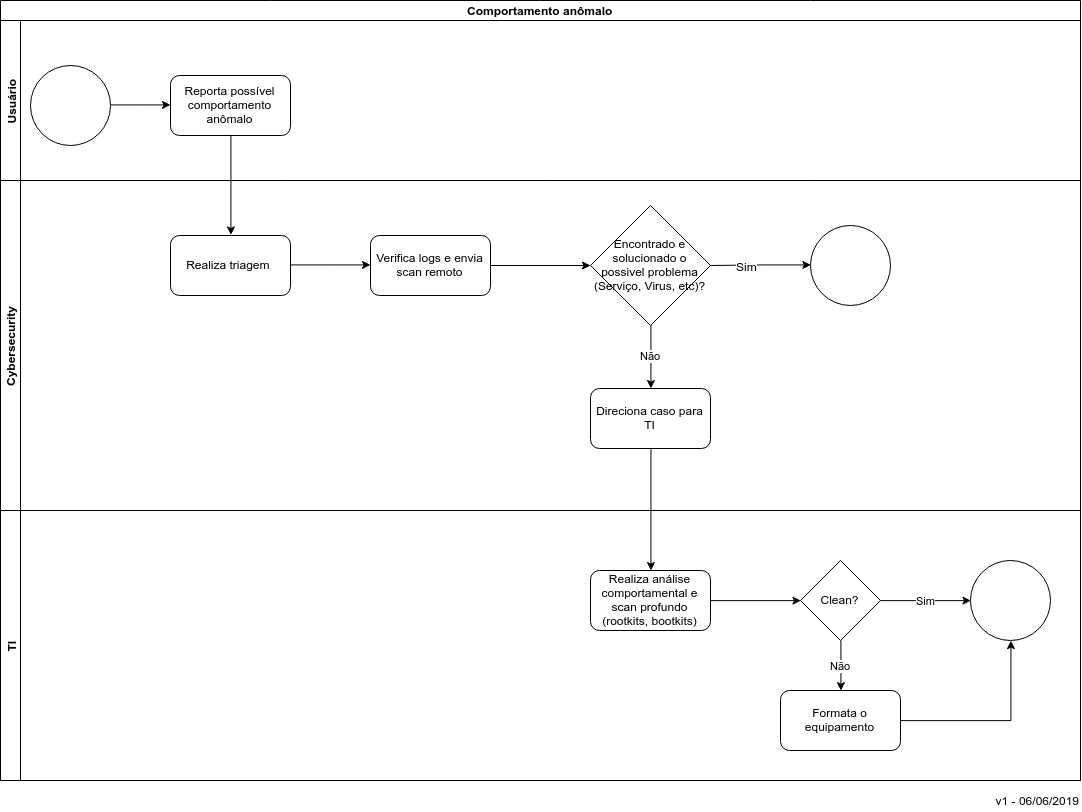 Comportamento anômalo
Usuário
Reporta possível
comportamento
anômalo
Cybersecurity
Realiza triagem
Verifica logs e envia
scan remoto
Encontrado e
solucionado o
possivel problema
(Serviço, Virus, etc)?
Sim
Não
Direciona caso para
TI
TI
Realiza análise
comportamental e
scan profundo
(rootkits, bootkits)
Clean?
Sim
Não
Formata o
equipamento
v1 - 06/06/2019